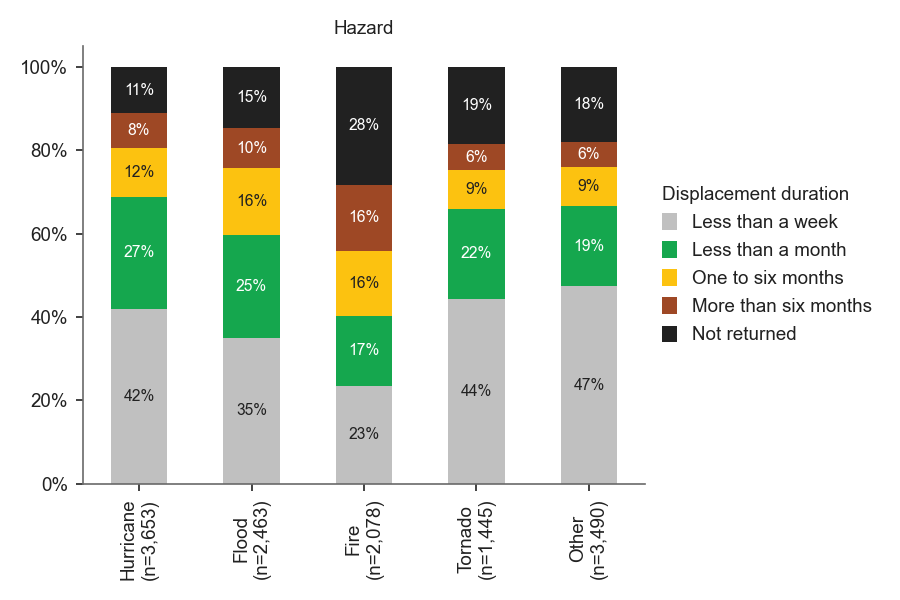 Hazard
100%
80%
60%
40%
20%
0%
11%
8%
12%
27%
42%
15%
10%
16%
25%
35%
28%
16%
16%
17%
23%
19%
6%
9%
22%
44%
18%
6%
9%
19%
47%
Hurricane
(n=3,653)
Flood
(n=2,463)
Fire
(n=2,078)
Tornado
(n=1,445)
Other
(n=3,490)
Displacement duration
Less than a week
Less than a month
One to six months
More than six months
Not returned